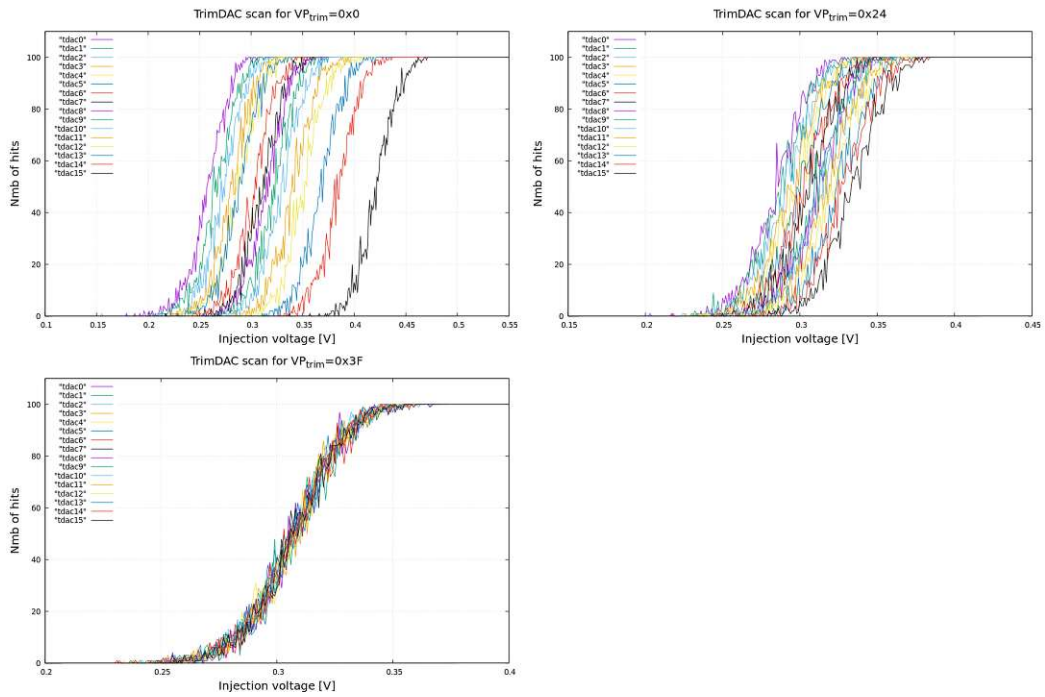 TrimDAC scan for VPtrim=0x0
Nmb of hits
100
80
60
40
20
0
"tdac0"
"tdac1"
"tdac2"
"tdac3"
"tdac4"
"tdac5"
"tdac6"
"tdac7"
"tdac8"
"tdac9"
"tdac10"
"tdac11"
"tdac12"
"tdac13"
"tdac14"
"tdac15"
0.1 0.15 0.2 0.25 0.3 0.35 0.4 0.45 0.5 0.55
Injection voltage [V]
TrimDAC scan for VPtrim=0x24
Nmb of hits
100
80
60
40
20
0
"tdac0"
"tdac1"
"tdac2"
"tdac3"
"tdac4"
"tdac5"
"tdac6"
"tdac7"
"tdac8"
"tdac9"
"tdac10"
"tdac11"
"tdac12"
"tdac13"
"tdac14"
"tdac15"
0.15 0.2 0.25 0.3 0.35 0.4 0.45
Injection voltage [V]
TrimDAC scan for VPtrim=0x3F
Nmb of hits
100
80
60
40
20
0
"tdac0"
"tdac1"
"tdac2"
"tdac3"
"tdac4"
"tdac5"
"tdac6"
"tdac7"
"tdac8"
"tdac9"
"tdac10"
"tdac11"
"tdac12"
"tdac13"
"tdac14"
"tdac15"
0.2 0.25 0.3 0.35 0.4
Injection voltage [V]